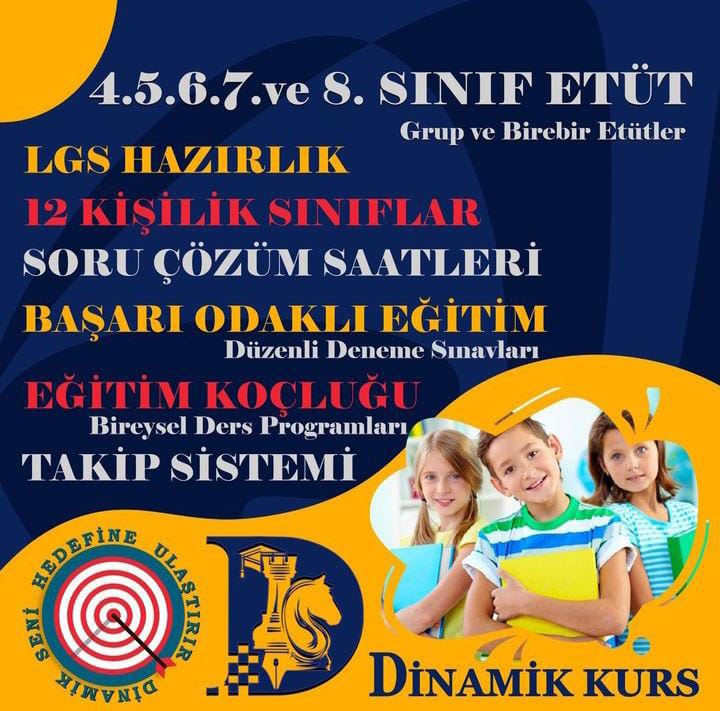 4.5.6.7.ve 8. SINIF ETÜT
Grup ve Birebir Etütler
LGS HAZIRLIK
12 KİŞİLİK SINIFLAR
SORU ÇÖZÜM SAATLERİ
BAŞARI ODAKLI EĞİTİM
Düzenli Deneme Sınavları
EĞİTİM KOÇLUĞU
Bireysel Ders Programları
TAKİP SİSTEMİ
DİNAMİK SENİ HEDEFİNE ULAŞTIRIR
D
DİNAMİK KURS